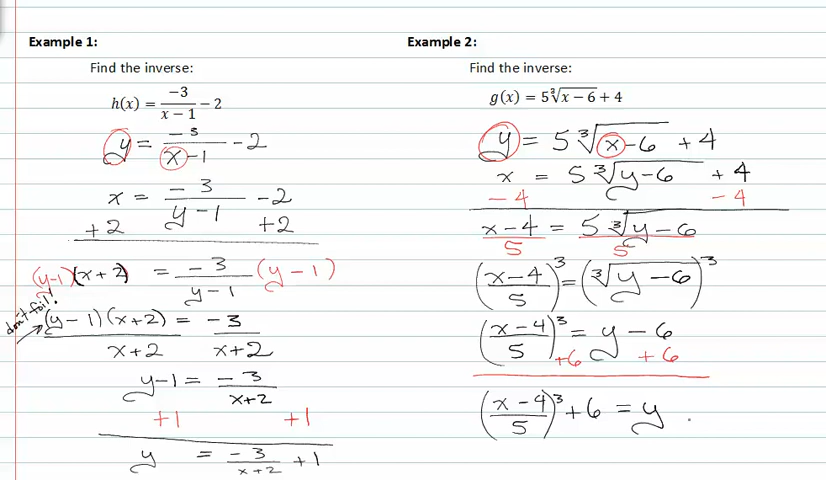 Example 1:
Find the inverse:
h(x) = -3/(x - 1) - 2
y = -3/(x-1) - 2
x = -3/(y-1) - 2
+2 +2
(y-1)(x+2) = -3/(y-1) (y-1)
don't foil!
(y-1)(x+2)/(x+2) = -3/(x+2)
y-1 = -3/(x+2)
+1 +1
y = -3/(x+2) + 1
Example 2:
Find the inverse:
g(x) = 5∛(x - 6) + 4
y = 5 ∛(x-6) + 4
x = 5 ∛(y-6) + 4
-4 -4
(x-4)/5 = 5 ∛(y-6)/5
((x-4)/5)³ = (∛(y-6))³
((x-4)/5)³ = y - 6
+6 +6
((x-4)/5)³ + 6 = y